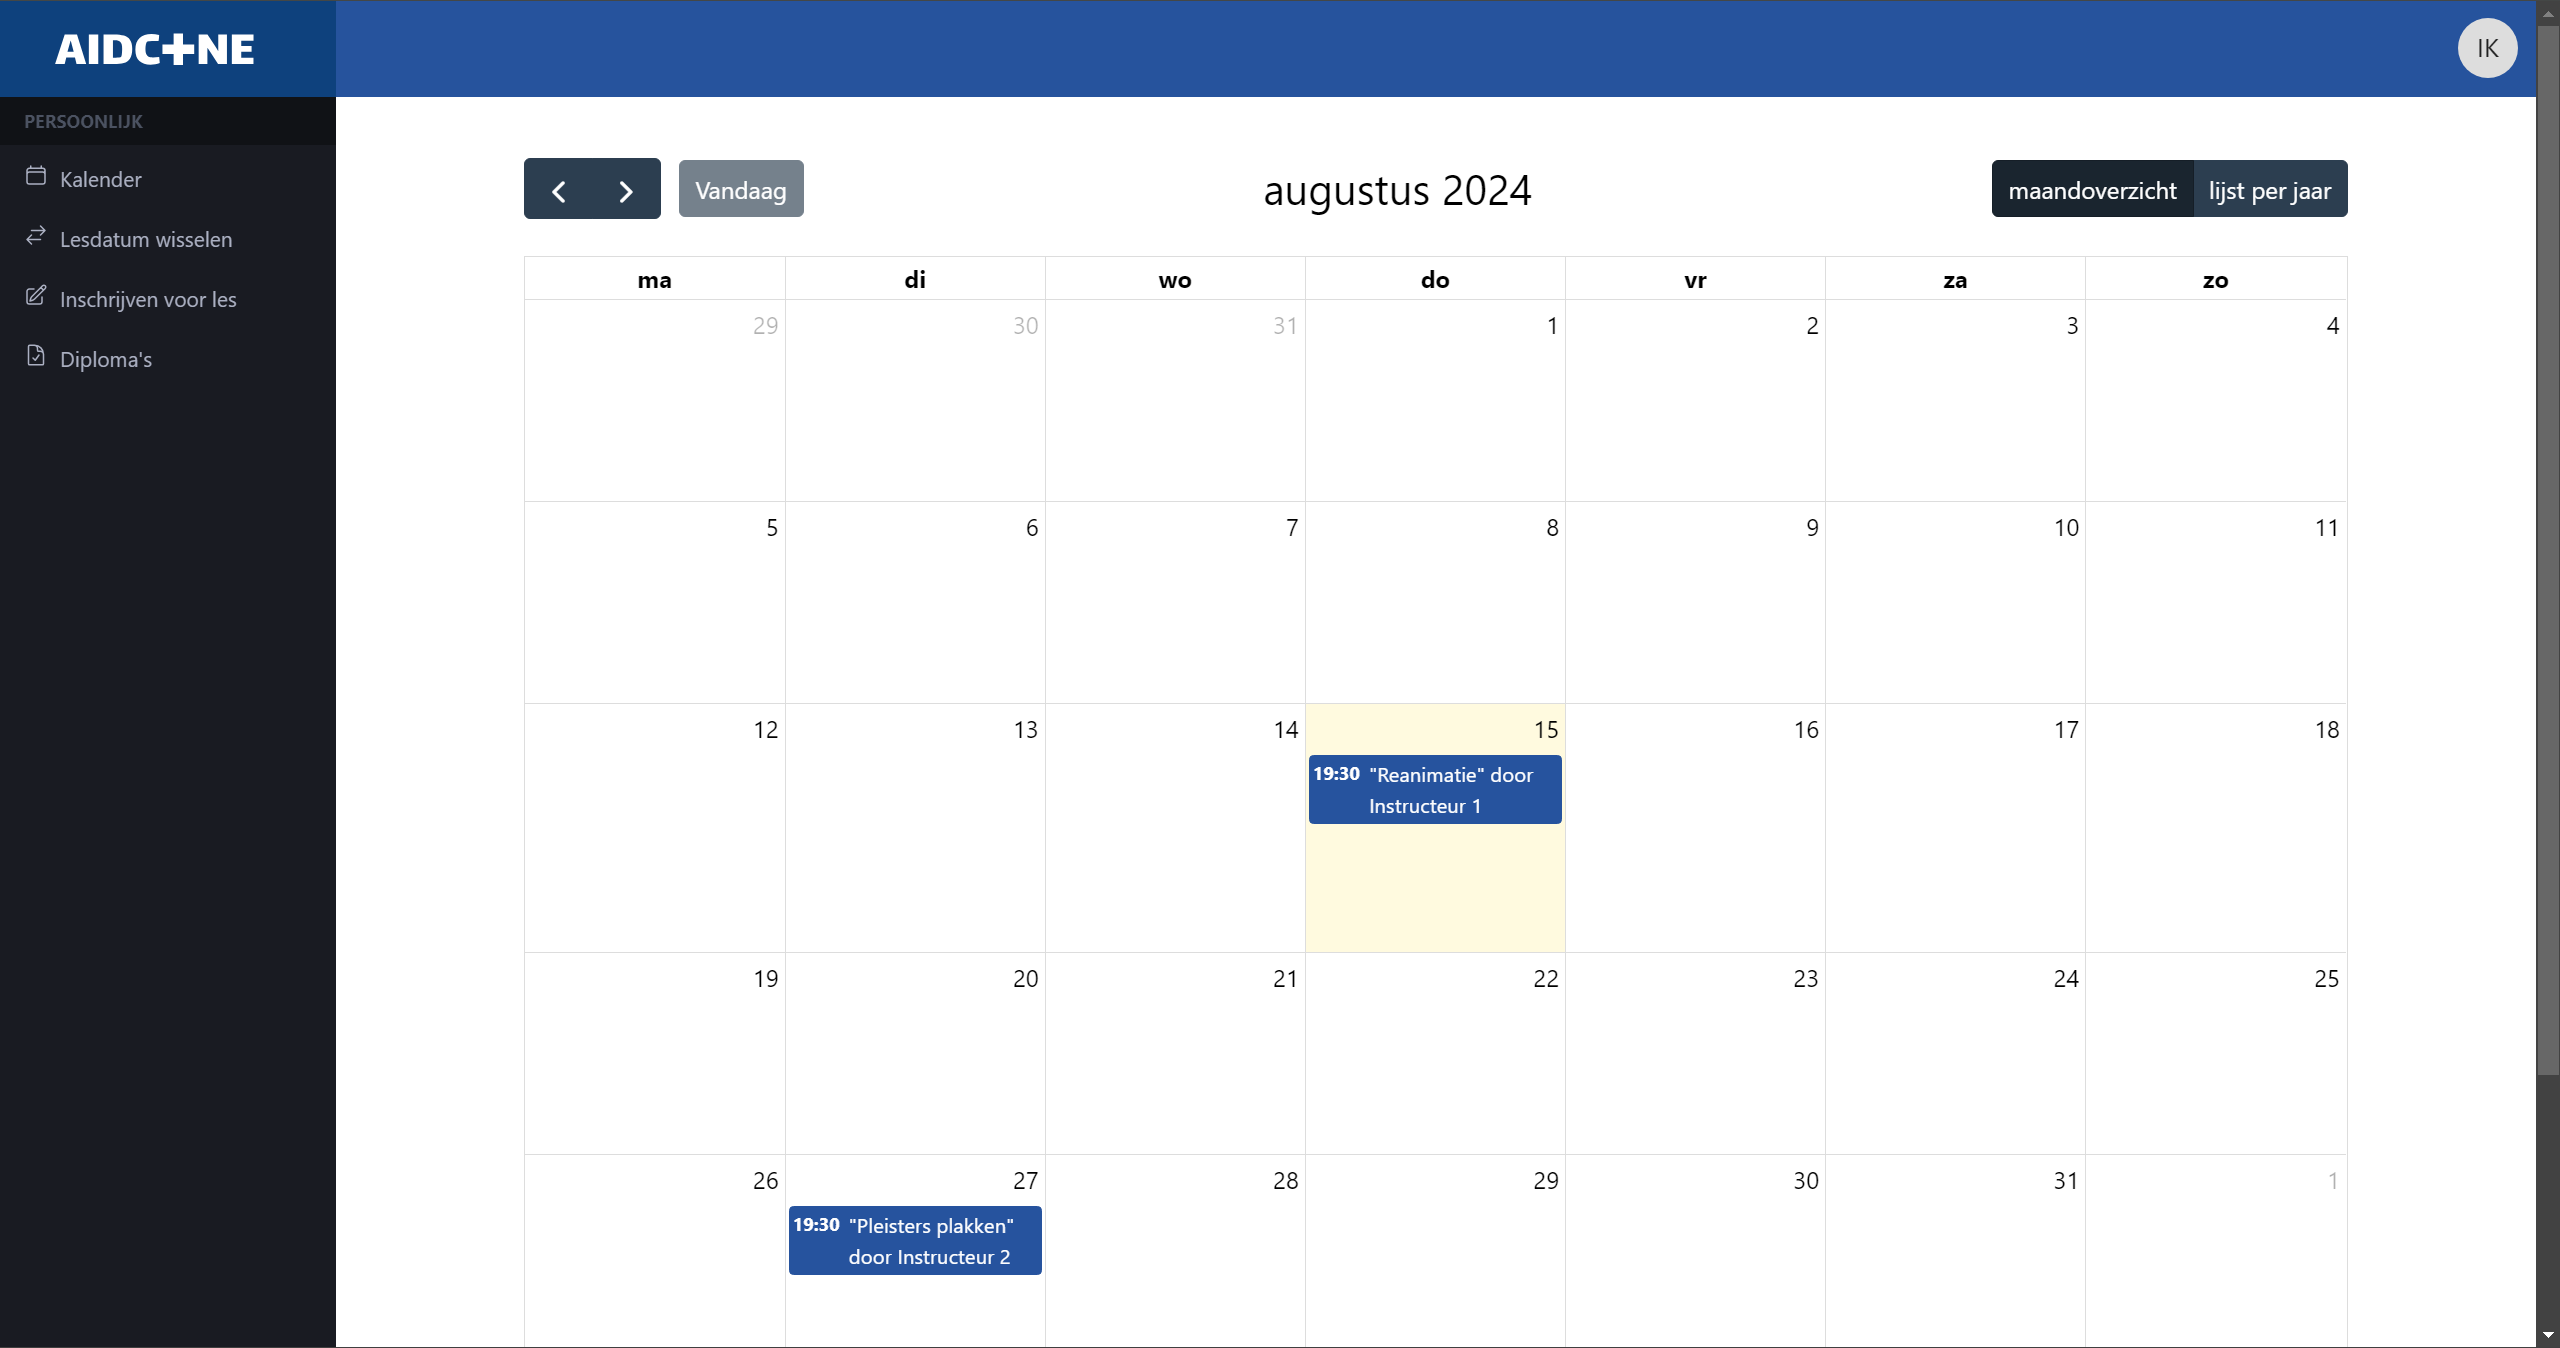 AIDC+NE
IK
PERSOONLIJK
Kalender
Lesdatum wisselen
Inschrijven voor les
Diploma's
Vandaag
augustus 2024
maandoverzicht lijst per jaar
ma di wo do vr za zo
29 30 31 1 2 3 4
5 6 7 8 9 10 11
12 13 14 15 16 17 18
19:30 "Reanimatie" door
Instructeur 1
19 20 21 22 23 24 25
26 27 28 29 30 31 1
19:30 "Pleisters plakken"
door Instructeur 2